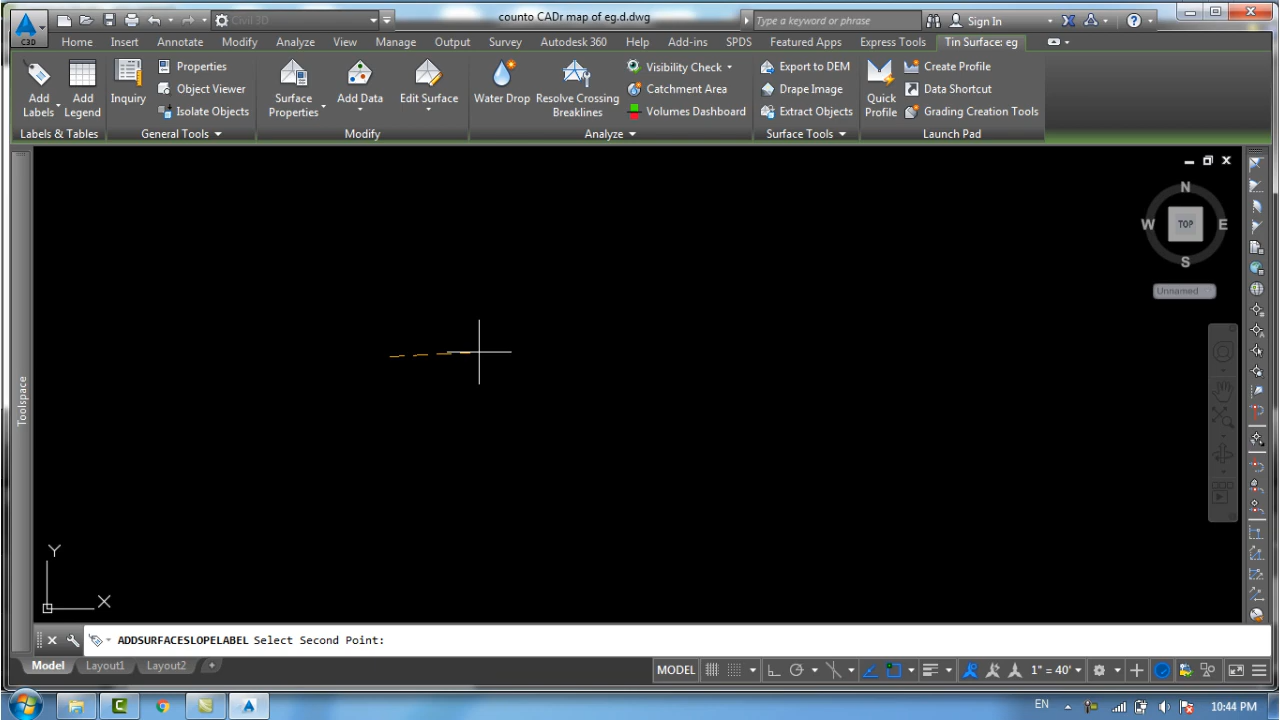 C3D
Civil 3D
counto CADr map of eg.d.dwg
Type a keyword or phrase
Sign In
Home Insert Annotate Modify Analyze View Manage Output Survey Autodesk 360 Help Add-ins SPDS Featured Apps Express Tools Tin Surface: eg
Add Labels
Add Legend
Labels & Tables
Inquiry
Properties
Object Viewer
Isolate Objects
General Tools
Surface Properties
Add Data
Edit Surface
Modify
Water Drop
Resolve Crossing Breaklines
Visibility Check
Catchment Area
Volumes Dashboard
Analyze
Export to DEM
Drape Image
Extract Objects
Surface Tools
Quick Profile
Create Profile
Data Shortcut
Grading Creation Tools
Launch Pad
N
W TOP E
S
Unnamed
Toolspace
Y
X
ADDSURFACESLOPELABEL Select Second Point:
Model Layout1 Layout2 +
MODEL 1" = 40'
EN 10:44 PM